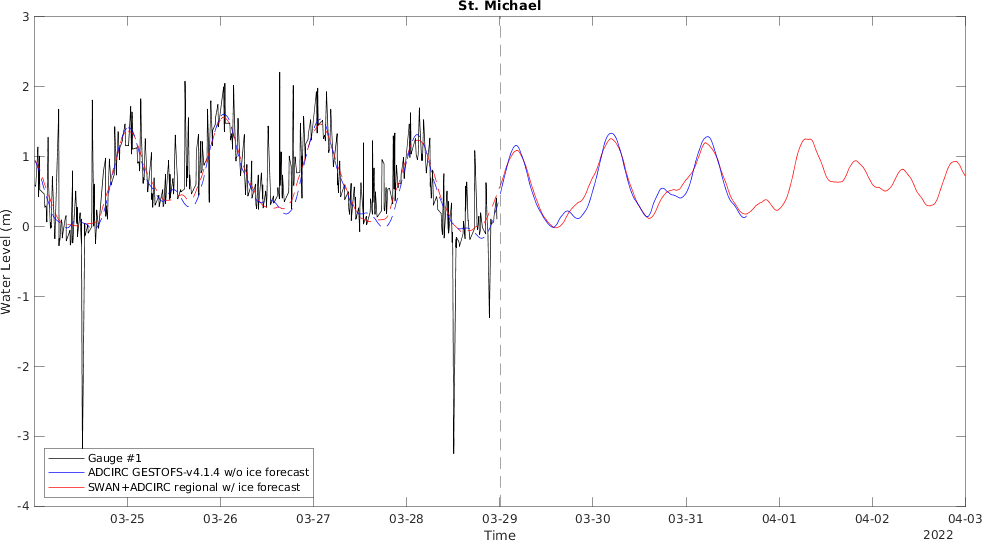 St. Michael
3
2
1
0
-1
-2
-3
-4
Water Level (m)
Gauge #1
ADCIRC GESTOFS-v4.1.4 w/o ice forecast
SWAN+ADCIRC regional w/ ice forecast
03-25 03-26 03-27 03-28 03-29 03-30 03-31 04-01 04-02 04-03
Time
2022